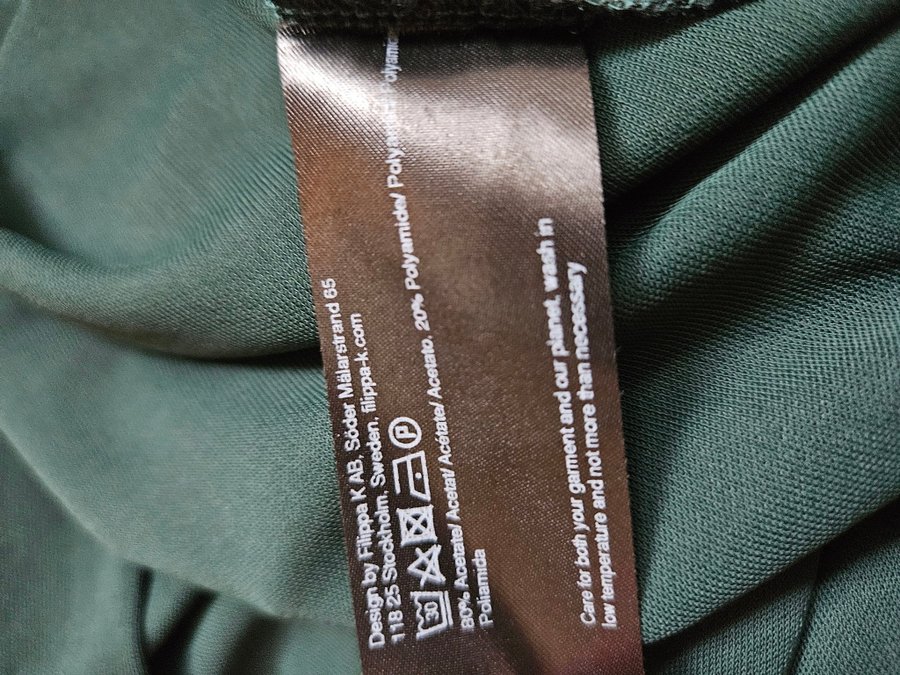 Design by Filippa K AB, Söder Mälarstrand 65
118 25 Stockholm, Sweden, filippa-k.com
30 P
80% Acetate/ Acetat/ Acétate/ Acetato, 20% Polyamide/ Polyamid/
Poliamida
Care for both your garment and our planet, wash in
low temperature and not more than necessary